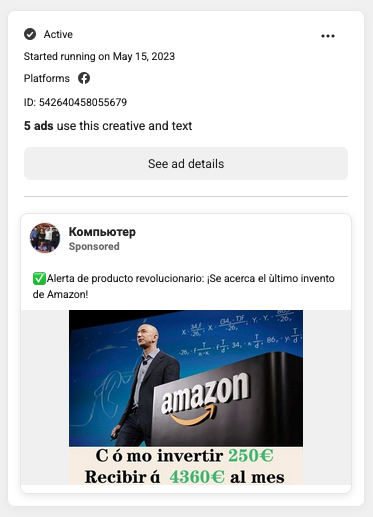 Active
Started running on May 15, 2023
Platforms
ID: 542640458055679
5 ads use this creative and text
See ad details
Компьютер
Sponsored
✅Alerta de producto revolucionario: ¡Se acerca el ùltimo invento
de Amazon!
amazon
C ó mo invertir 250€
Recibir á 4360€ al mes